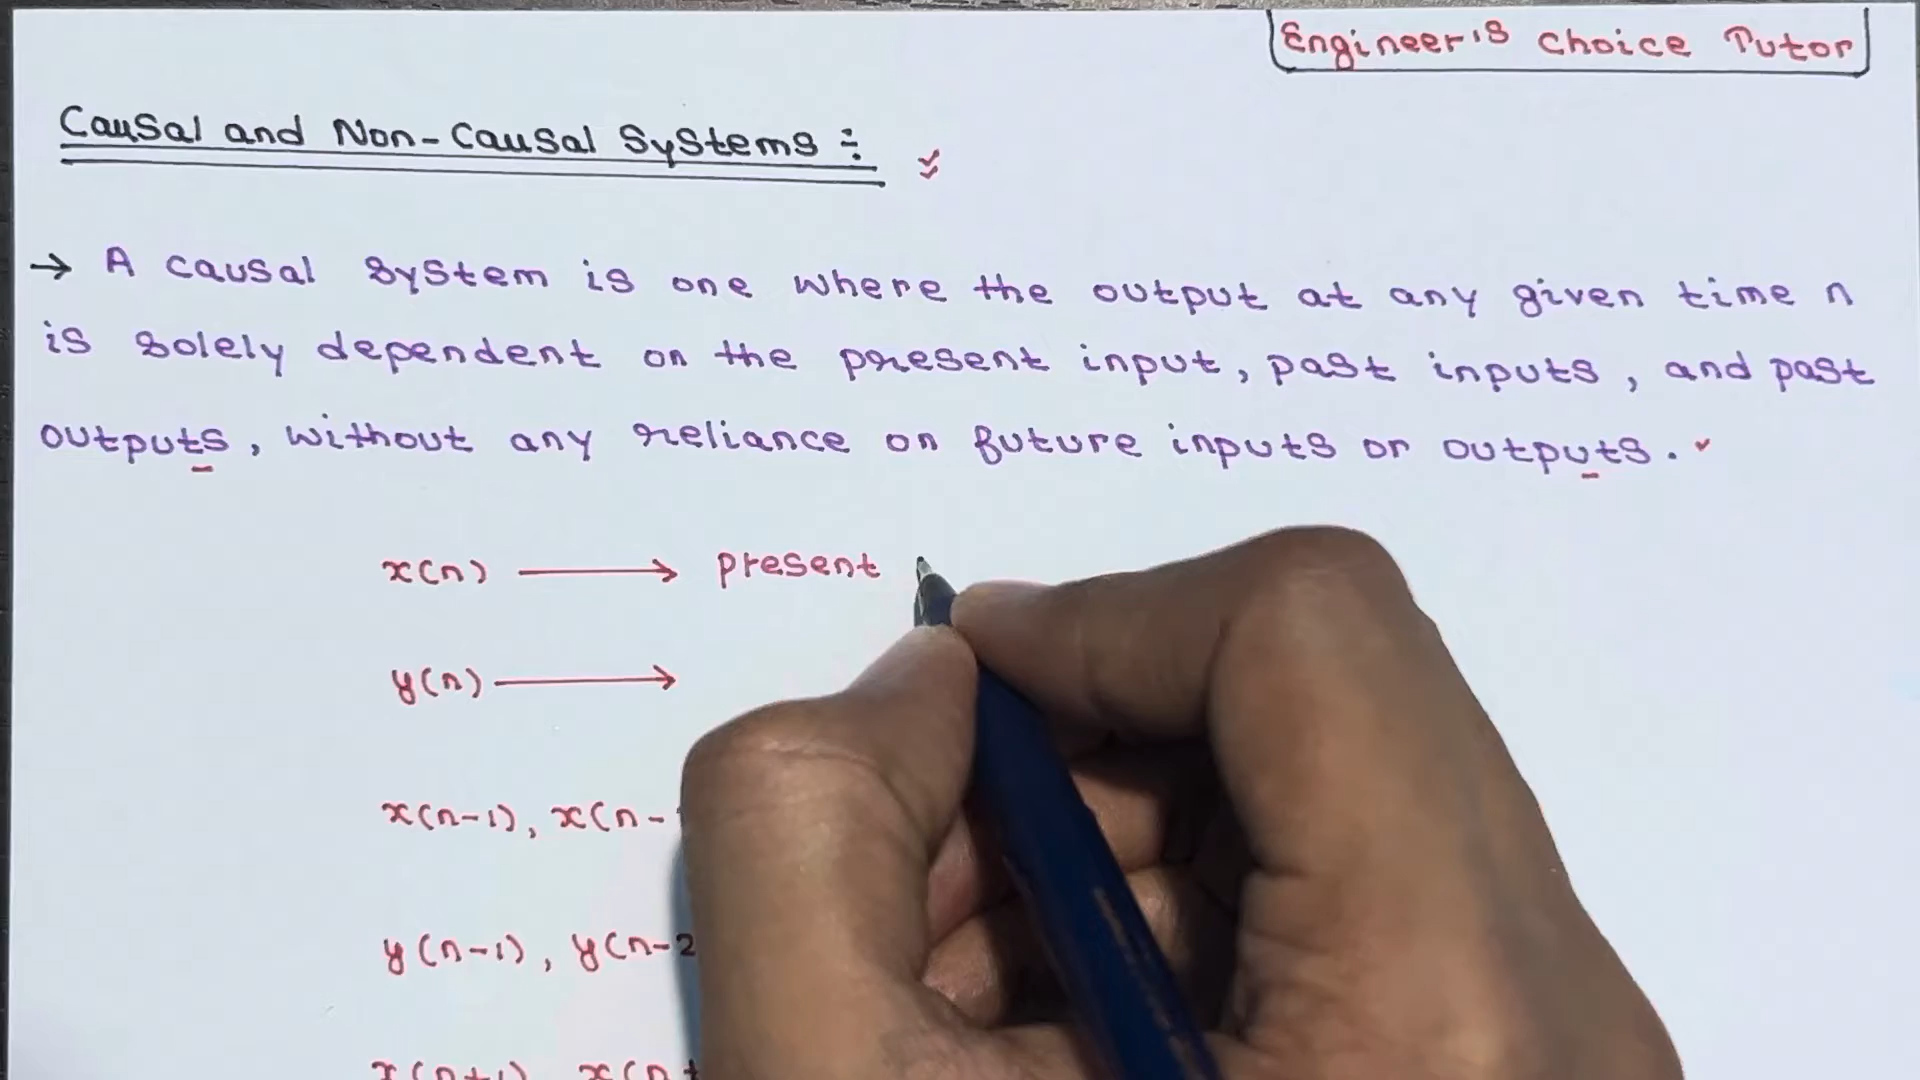 Engineer's Choice Tutor
Causal and Non-Causal Systems :
→ A causal system is one where the output at any given time n
is solely dependent on the present input, past inputs, and past
outputs, without any reliance on future inputs or outputs.
x(n) → present
y(n) →
x(n-1), x(n-
y(n-1), y(n-2
x(n+1), x(n+